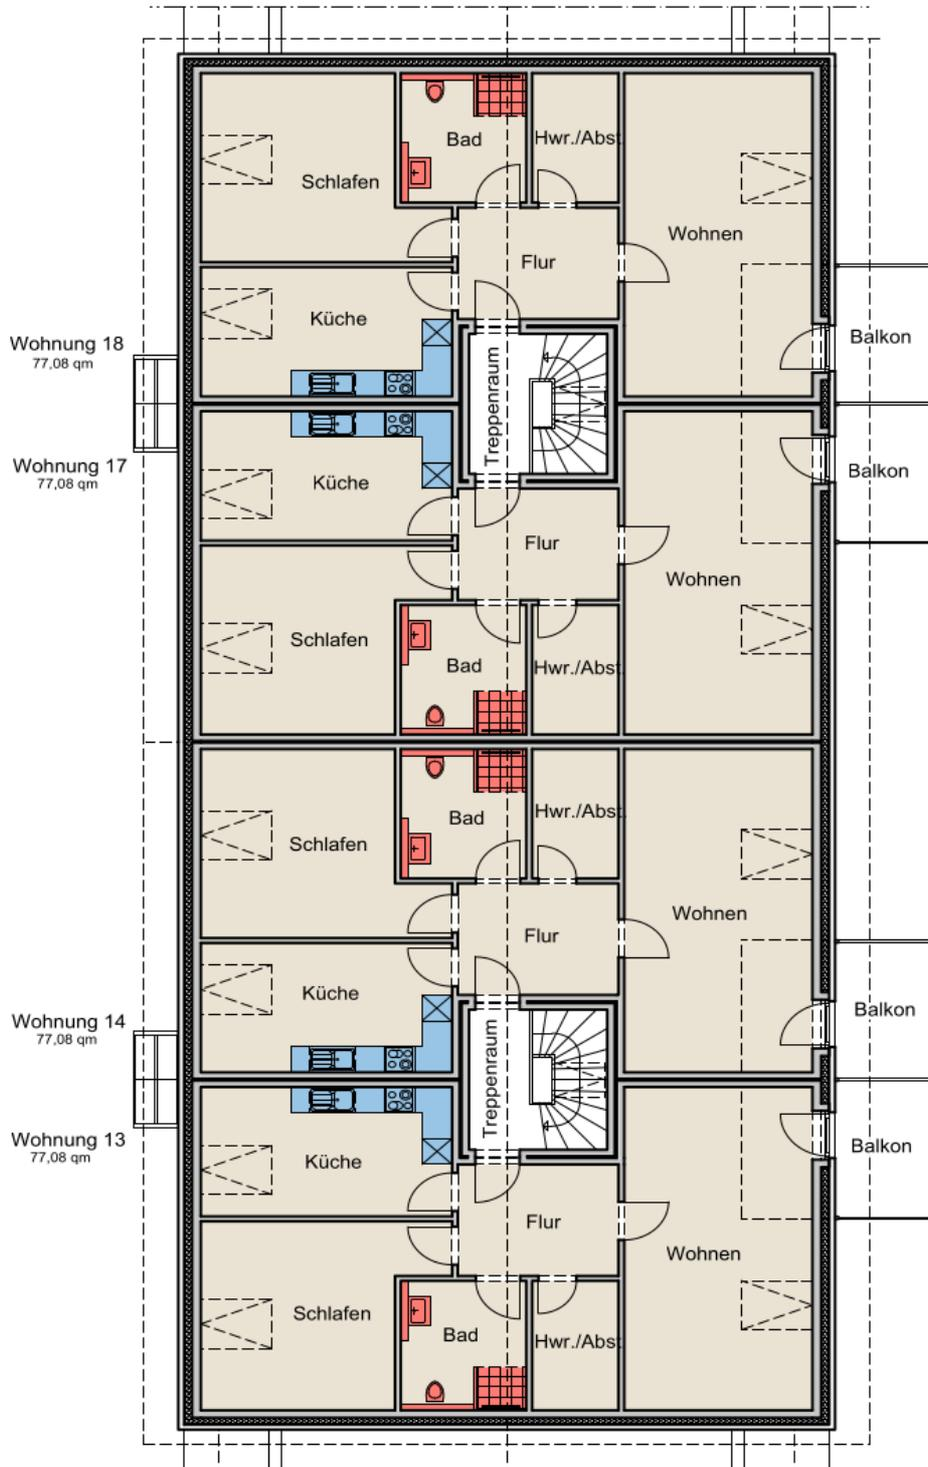 Bad
Hwr./Abst.
Schlafen
Wohnen
Flur
Küche
Balkon
Wohnung 18
77,08 qm
Treppenraum
Wohnung 17
77,08 qm
Balkon
Küche
Flur
Wohnen
Schlafen
Bad
Hwr./Abst.
Hwr./Abst.
Bad
Schlafen
Wohnen
Flur
Küche
Balkon
Wohnung 14
77,08 qm
Treppenraum
Wohnung 13
77,08 qm
Balkon
Küche
Flur
Wohnen
Schlafen
Bad
Hwr./Abst.